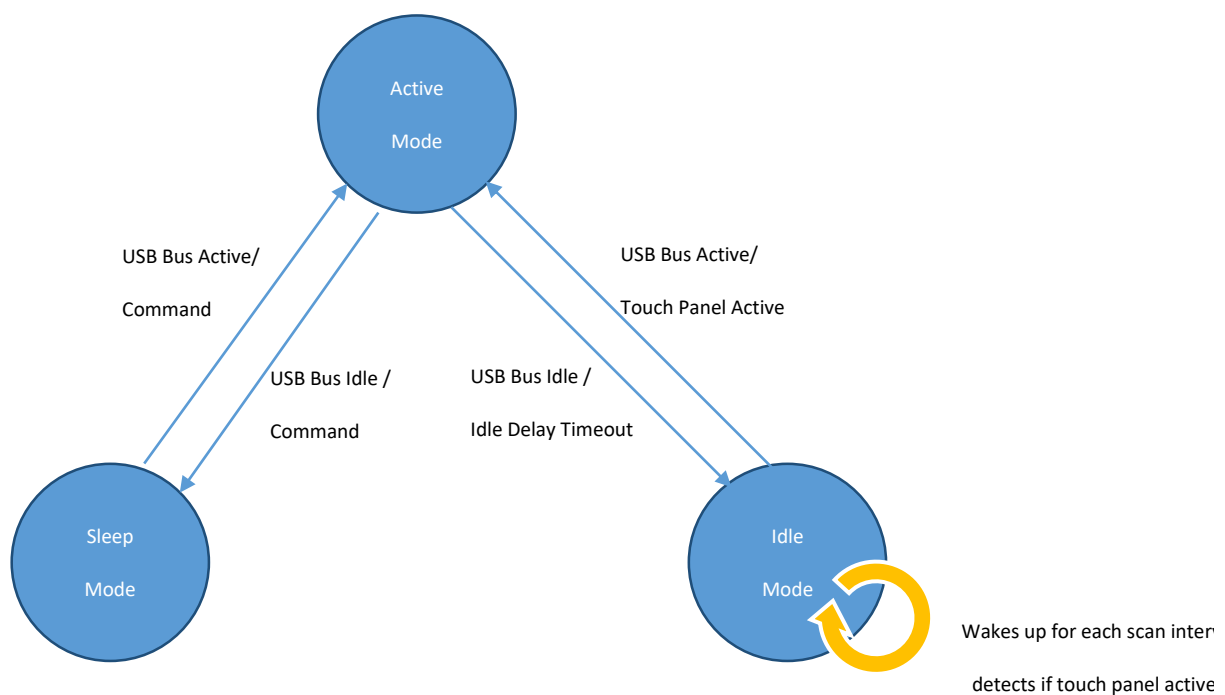 Active
Mode
USB Bus Active/
Command
USB Bus Active/
Touch Panel Active
USB Bus Idle /
Command
USB Bus Idle /
Idle Delay Timeout
Sleep
Mode
Idle
Mode
Wakes up for each scan
detects if touch panel active